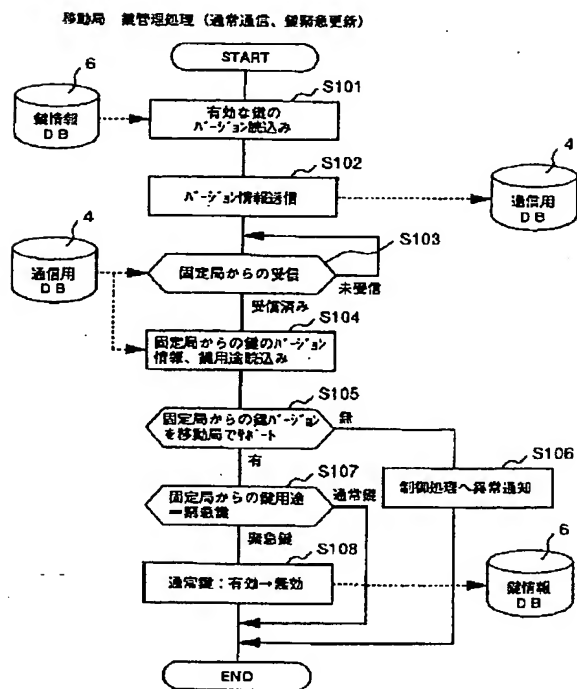 移動局 鍵管理処理（通常通信、鍵緊急更新）
START
6
鍵情報
DB
S101
有効な鍵の
バージョン読込み
S102
バージョン情報送信
4
通信用
DB
4
通信用
DB
S103
固定局からの受信
未受信
受信済み
S104
固定局からの鍵のバージョン
情報、鍵用途読込み
S105
固定局からの鍵バージョン
を移動局でサポート
無
有
S106
制御処理へ異常通知
S107
固定局からの鍵用途
＝緊急鍵
通常鍵
緊急鍵
S108
通常鍵：有効→無効
6
鍵情報
DB
END